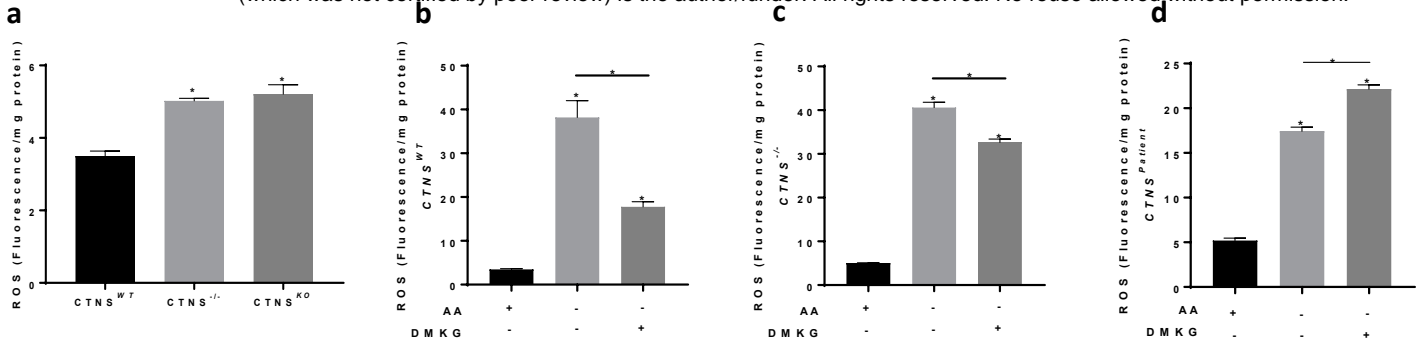 (which was not certified by peer review) is the author/funder. All rights reserved. No reuse allowed without permission.
a
b
c
d
ROS (Fluorescence/mg protein)
6
4
2
0
*
*
CTNS^WT
CTNS^-/-
CTNS^KO
ROS (Fluorescence/mg protein)
CTNS^WT
50
40
30
20
10
0
*
*
*
AA + - -
DMKG - - +
ROS (Fluorescence/mg protein)
CTNS^-/-
50
40
30
20
10
0
*
*
*
AA + - -
DMKG - - +
ROS (Fluorescence/mg protein)
CTNS^Patient
25
20
15
10
5
0
*
*
*
AA + - -
DMKG - - +